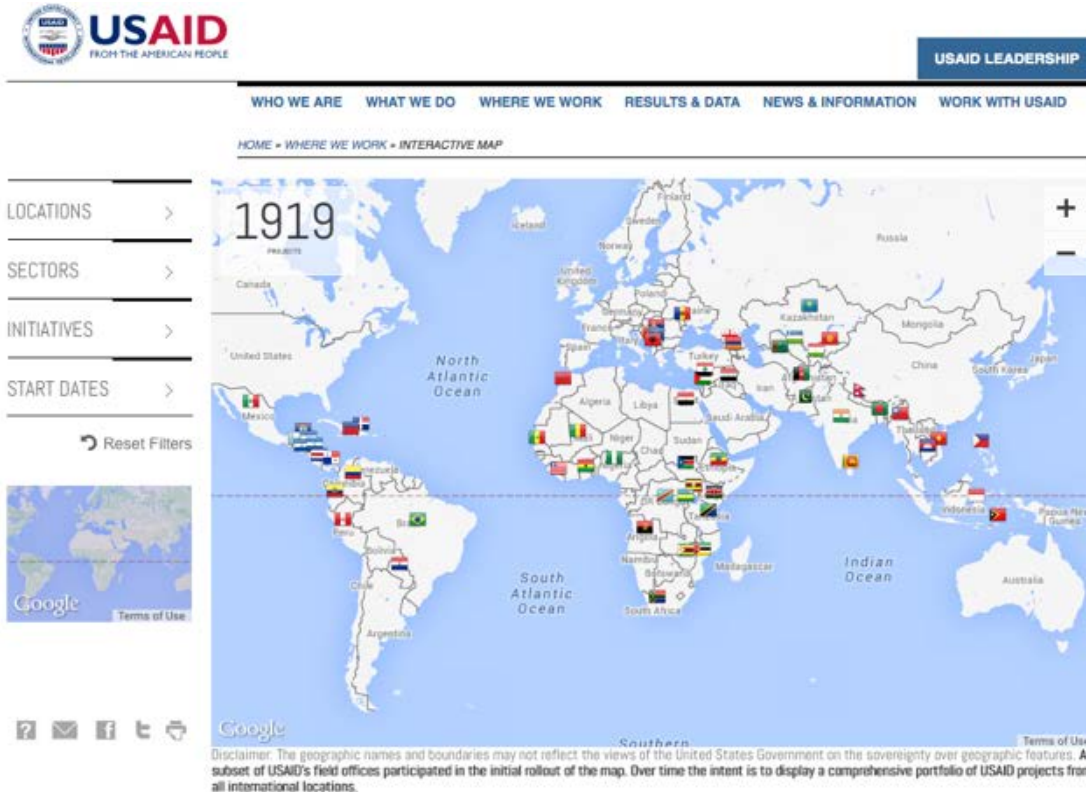 USAID
FROM THE AMERICAN PEOPLE
USAID LEADERSHIP
WHO WE ARE WHAT WE DO WHERE WE WORK RESULTS & DATA NEWS & INFORMATION WORK WITH USAID
HOME » WHERE WE WORK » INTERACTIVE MAP
LOCATIONS
SECTORS
INITIATIVES
START DATES
Reset Filters
Google
Terms of Use
1919
PROJECTS
+
−
Finland
Iceland
Sweden
Russia
Norway
Canada
United Kingdom
Poland
Germany
Kazakhstan
Mongolia
France
Italy
United States
Spain
Turkey
China
Japan
South Korea
North Atlantic Ocean
Iran
Algeria
Libya
Mexico
Saudi Arabia
Niger
Chad
Sudan
Thailand
Ethiopia
Indonesia
Papua New Guinea
Peru
Tanzania
Angola
Bolivia
Namibia
Botswana
Madagascar
Indian Ocean
Chile
South Atlantic Ocean
South Africa
Australia
Argentina
Google
Southern
Terms of Use
Disclaimer: The geographic names and boundaries may not reflect the views of the United States Government on the sovereignty over geographic features. A
subset of USAID's field offices participated in the initial rollout of the map. Over time the intent is to display a comprehensive portfolio of USAID projects from
all international locations.